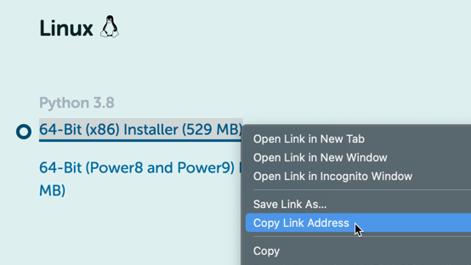 Linux
Python 3.8
64-Bit (x86) Installer (529 MB)
64-Bit (Power8 and Power9)
MB)
Open Link in New Tab
Open Link in New Window
Open Link in Incognito Window
Save Link As...
Copy Link Address
Copy